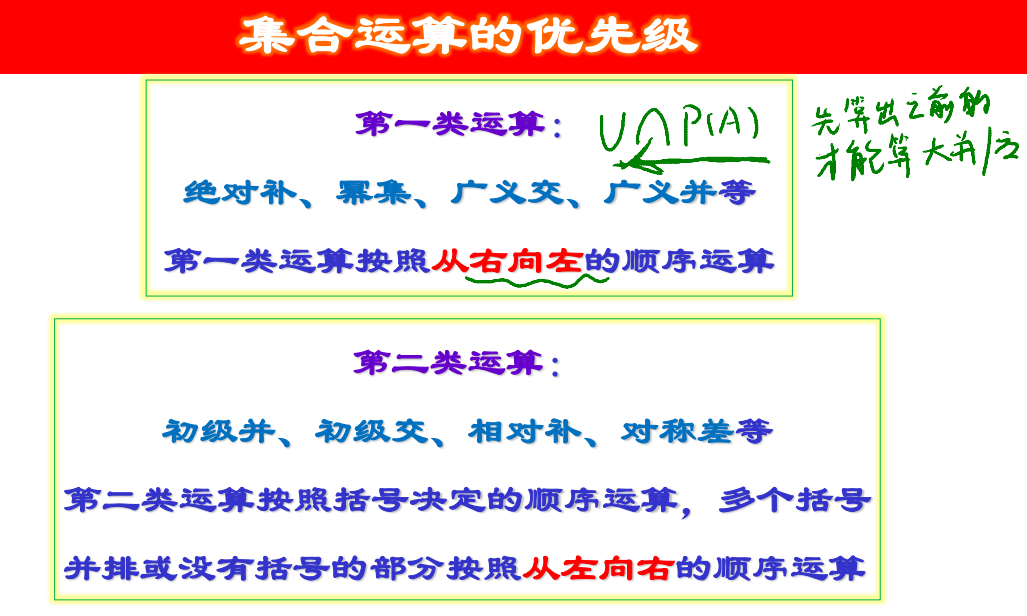 集合运算的优先级
第一类运算： ∪∩P(A)
先算出之前的
才能算大并/交
绝对补、幂集、广义交、广义并等
第一类运算按照从右向左的顺序运算
第二类运算：
初级并、初级交、相对补、对称差等
第二类运算按照括号决定的顺序运算，多个括号
并排或没有括号的部分按照从左向右的顺序运算